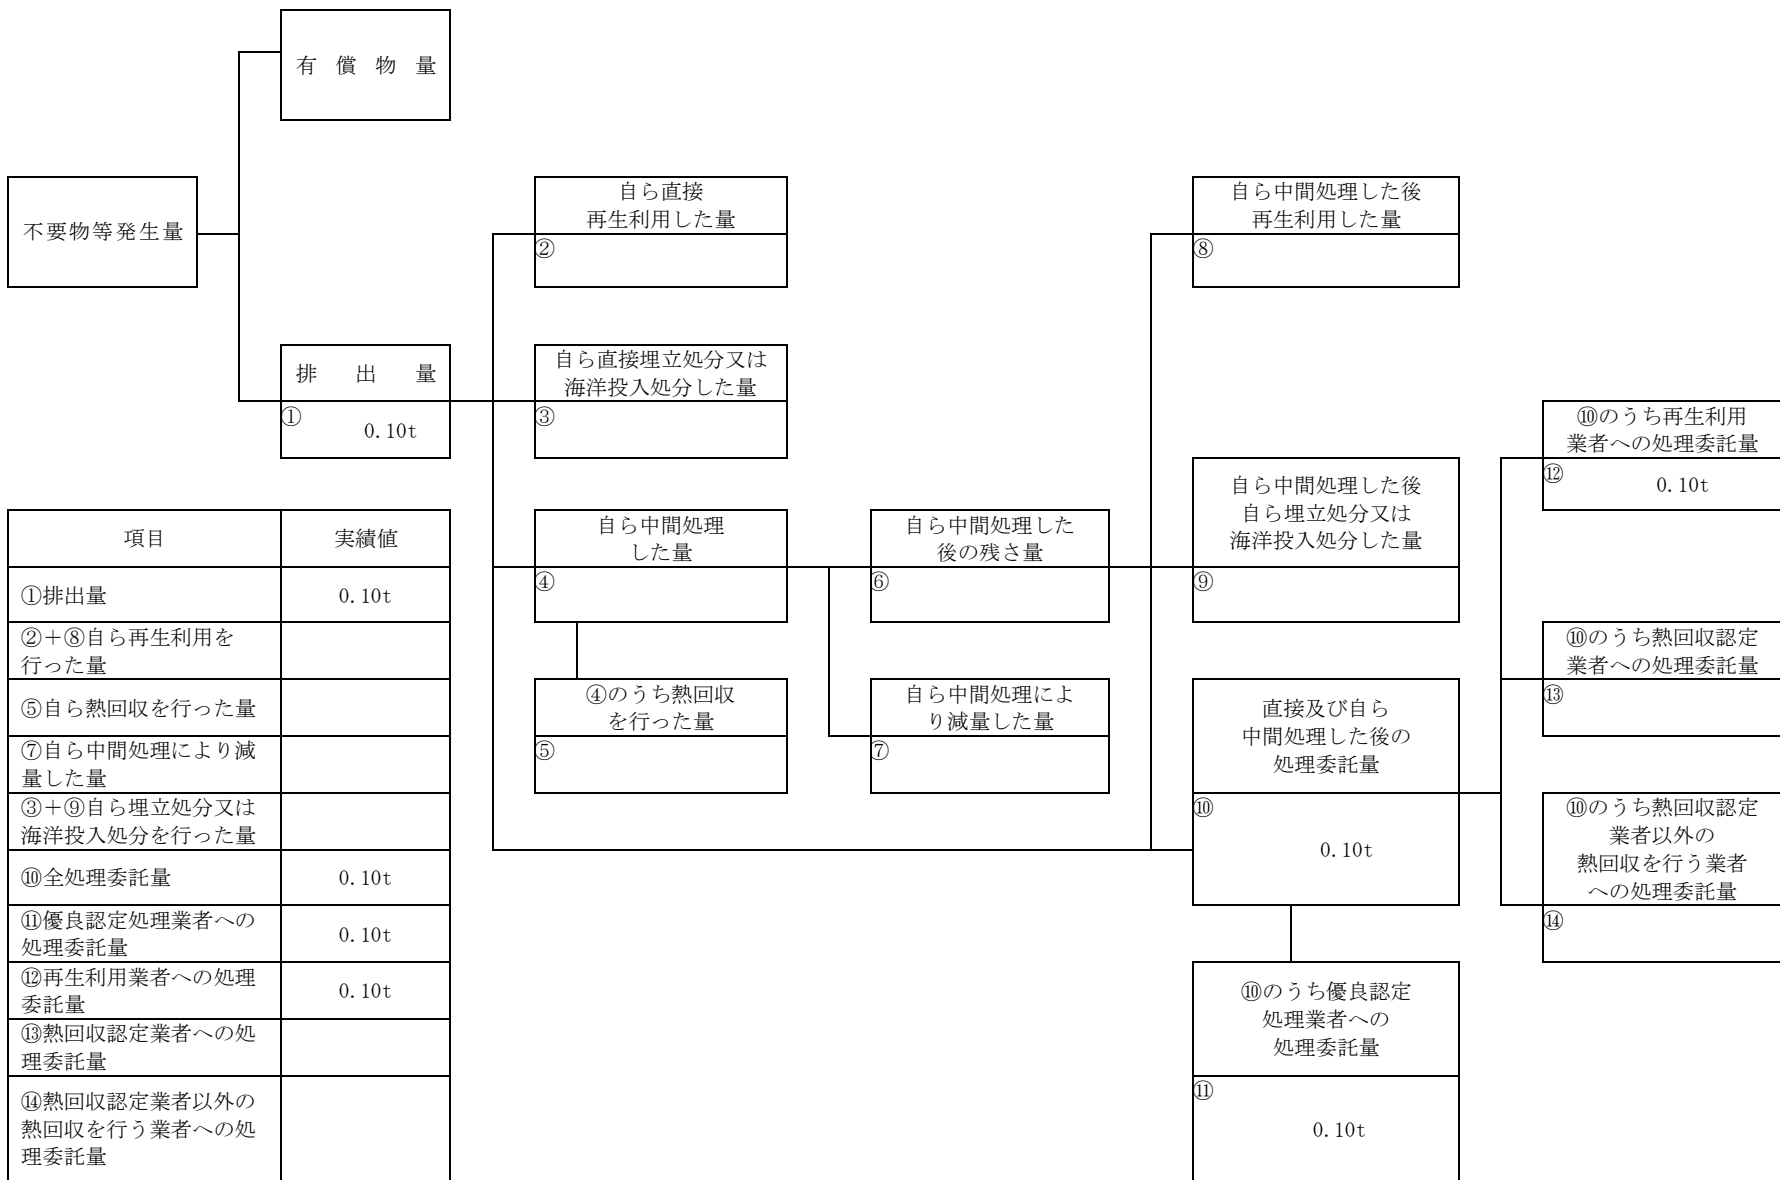 有 償 物 量
不要物等発生量
排 出 量
①
0.10t
自ら直接
再生利用した量
②
自ら直接埋立処分又は
海洋投入処分した量
③
自ら中間処理
した量
④
④のうち熱回収
を行った量
⑤
自ら中間処理した
後の残さ量
⑥
自ら中間処理によ
り減量した量
⑦
自ら中間処理した後
再生利用した量
⑧
自ら中間処理した後
自ら埋立処分又は
海洋投入処分した量
⑨
直接及び自ら
中間処理した後の
処理委託量
⑩
0.10t
⑩のうち優良認定
処理業者への
処理委託量
⑪
0.10t
⑩のうち再生利用
業者への処理委託量
⑫
0.10t
⑩のうち熱回収認定
業者への処理委託量
⑬
⑩のうち熱回収認定
業者以外の
熱回収を行う業者
への処理委託量
⑭
項目 実績値
①排出量 0.10t
②+⑧自ら再生利用を
行った量
⑤自ら熱回収を行った量
⑦自ら中間処理により減
量した量
③+⑨自ら埋立処分又は
海洋投入処分を行った量
⑩全処理委託量 0.10t
⑪優良認定処理業者への
処理委託量 0.10t
⑫再生利用業者への処理
委託量 0.10t
⑬熱回収認定業者への処
理委託量
⑭熱回収認定業者以外の
熱回収を行う業者への処
理委託量